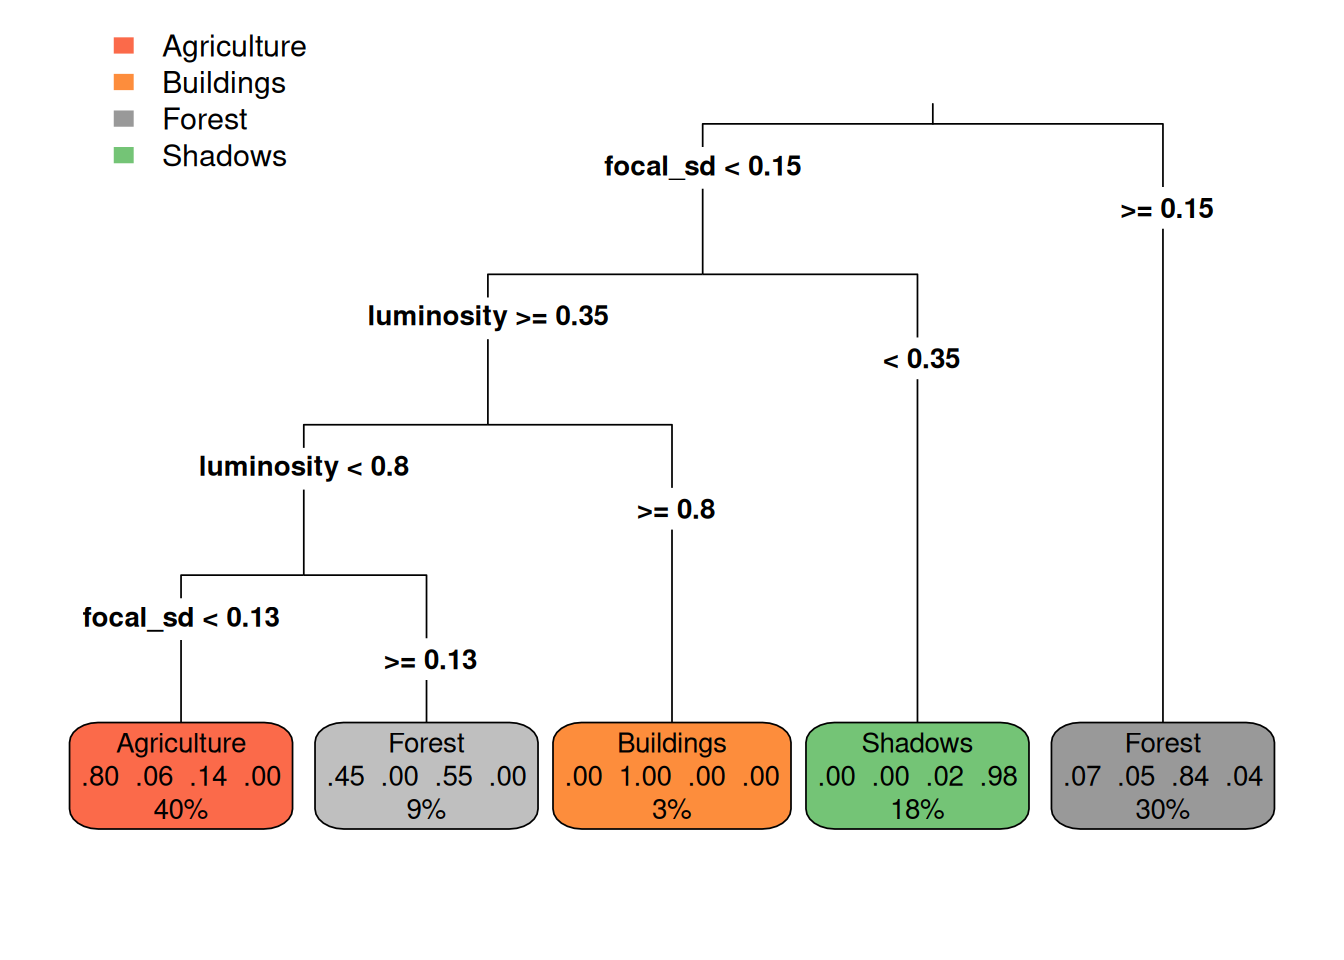 Agriculture
Buildings
Forest
Shadows
focal_sd < 0.15
>= 0.15
luminosity >= 0.35
< 0.35
luminosity < 0.8
>= 0.8
focal_sd < 0.13
>= 0.13
Agriculture
.80 .06 .14 .00
40%
Forest
.45 .00 .55 .00
9%
Buildings
.00 1.00 .00 .00
3%
Shadows
.00 .00 .02 .98
18%
Forest
.07 .05 .84 .04
30%